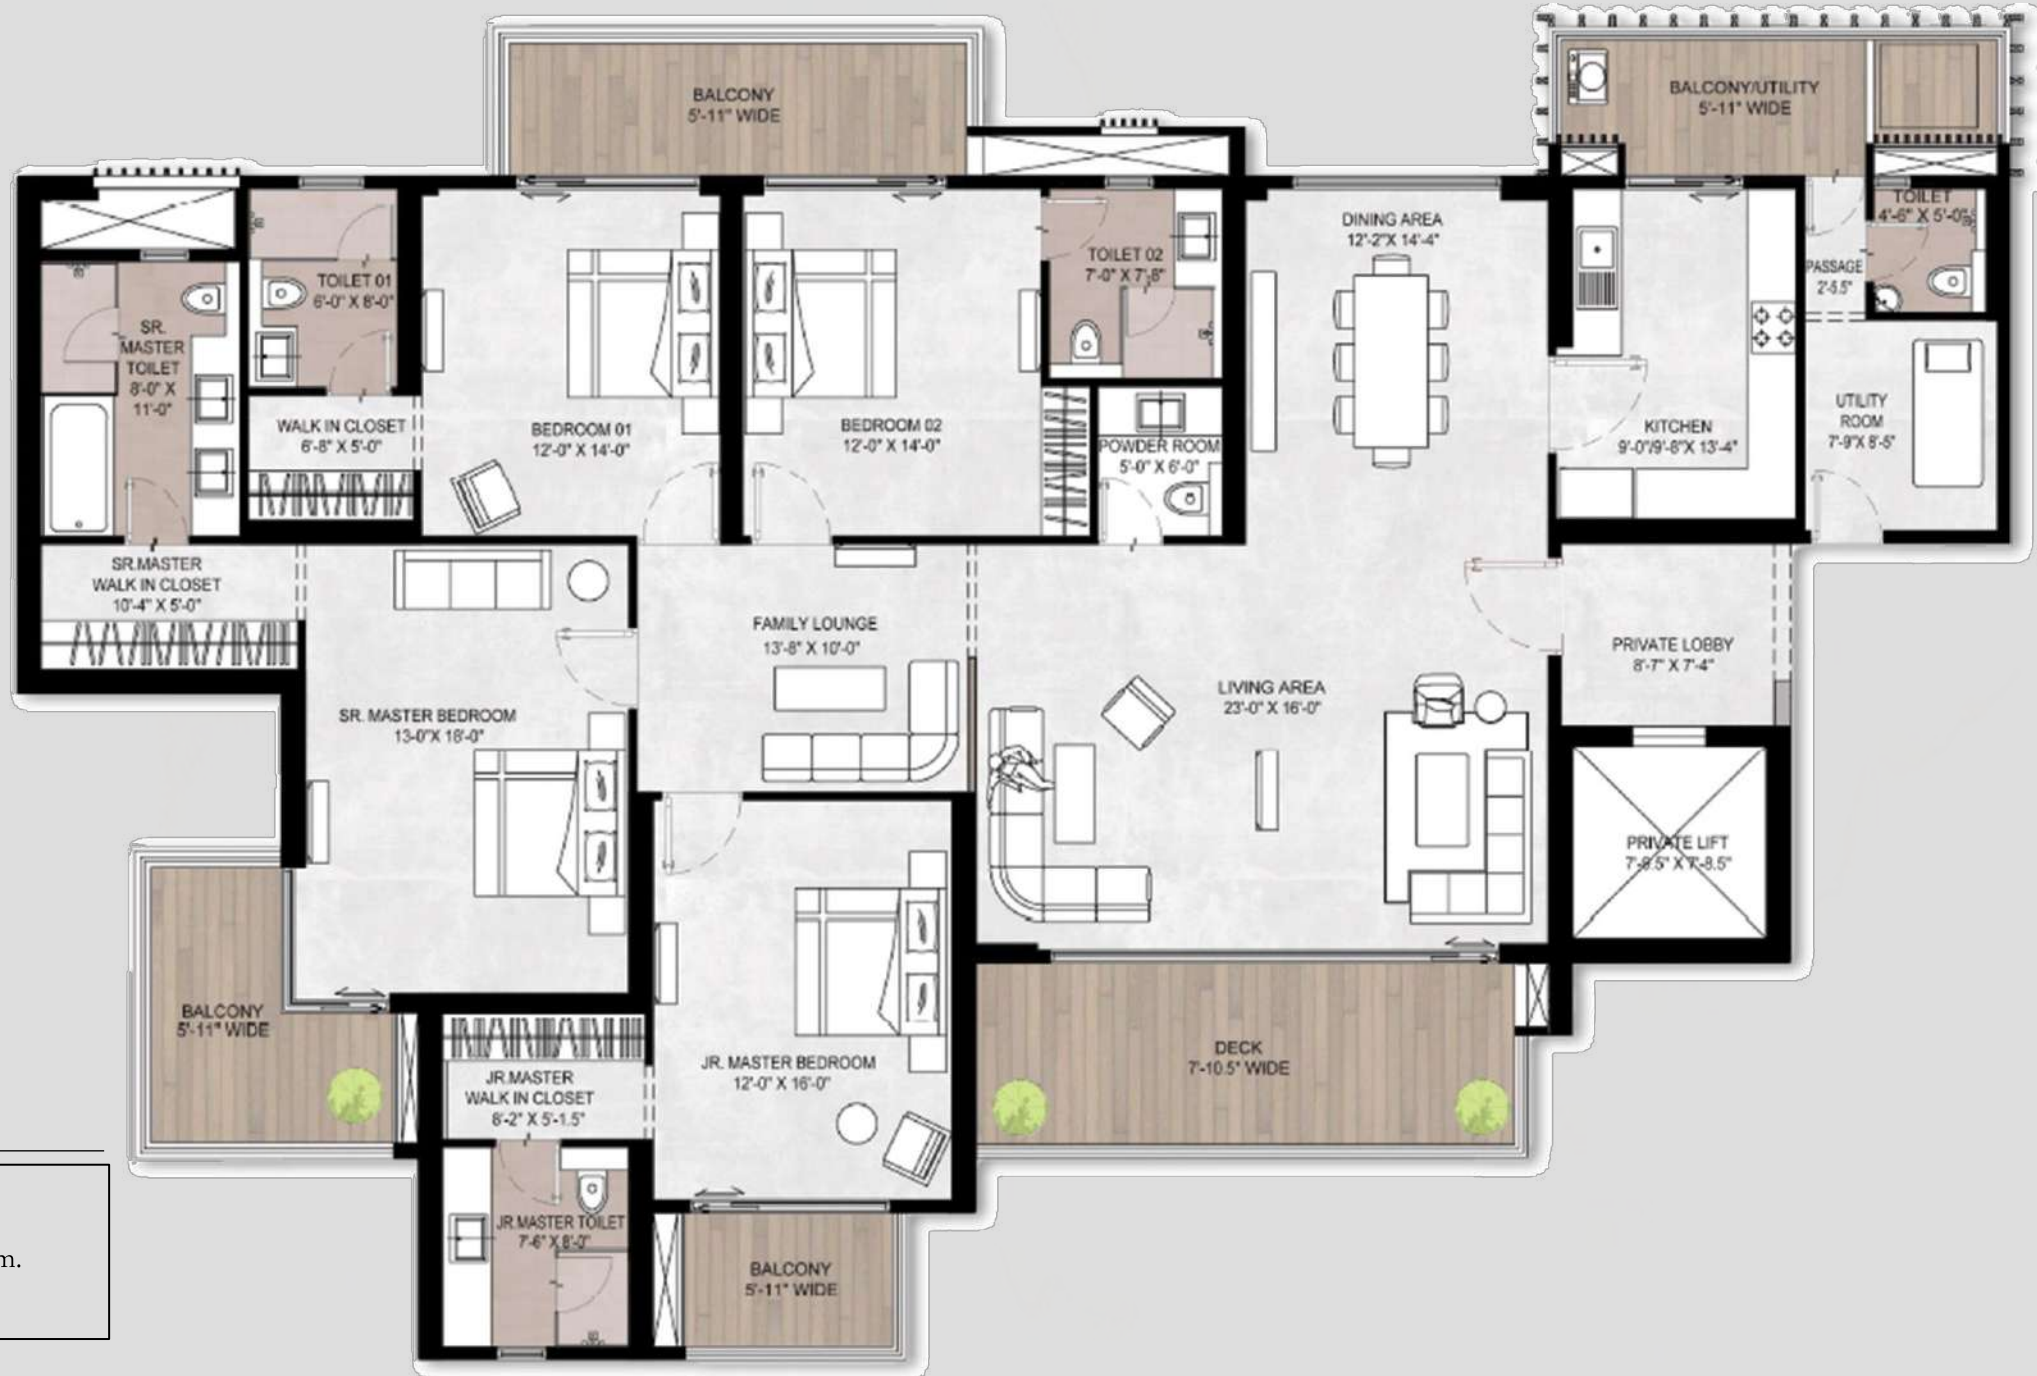 BALCONY
5'-11" WIDE
BALCONY/UTILITY
5'-11" WIDE
TOILET
4'-6" X 5'-0"
DINING AREA
12'-2"X 14'-4"
TOILET 02
7'-0" X 7'-8"
TOILET 01
6'-0" X 8'-0"
PASSAGE
2'-5.5"
SR.
MASTER
TOILET
8'-0" X
11'-0"
WALK IN CLOSET
6'-8" X 5'-0"
BEDROOM 01
12'-0" X 14'-0"
BEDROOM 02
12'-0" X 14'-0"
POWDER ROOM
5'-0" X 6'-0"
KITCHEN
9'-0"/9'-8"X 13'-4"
UTILITY
ROOM
7'-9"X 8'-5"
SR.MASTER
WALK IN CLOSET
10'-4" X 5'-0"
FAMILY LOUNGE
13'-8" X 10'-0"
PRIVATE LOBBY
8'-7" X 7'-4"
LIVING AREA
23'-0" X 16'-0"
SR. MASTER BEDROOM
13-0"X 18'-0"
PRIVATE LIFT
BALCONY
5'-11" WIDE
DECK
7'-10.5" WIDE
JR. MASTER BEDROOM
12'-0" X 16'-0"
JR.MASTER
WALK IN CLOSET
8'-2" X 5'-1.5"
JR.MASTER TOILET
7'-6" X 8'-0"
BALCONY
5'-11" WIDE
m.